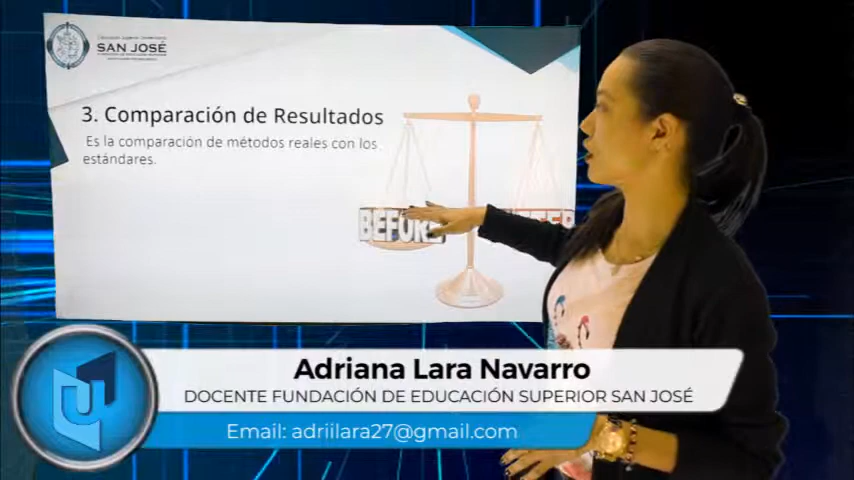 SAN JOSÉ
3. Comparación de Resultados
Es la comparación de métodos reales con los
estándares.
BEFORE
Adriana Lara Navarro
DOCENTE FUNDACIÓN DE EDUCACIÓN SUPERIOR SAN JOSÉ
Email: adriilara27@gmail.com